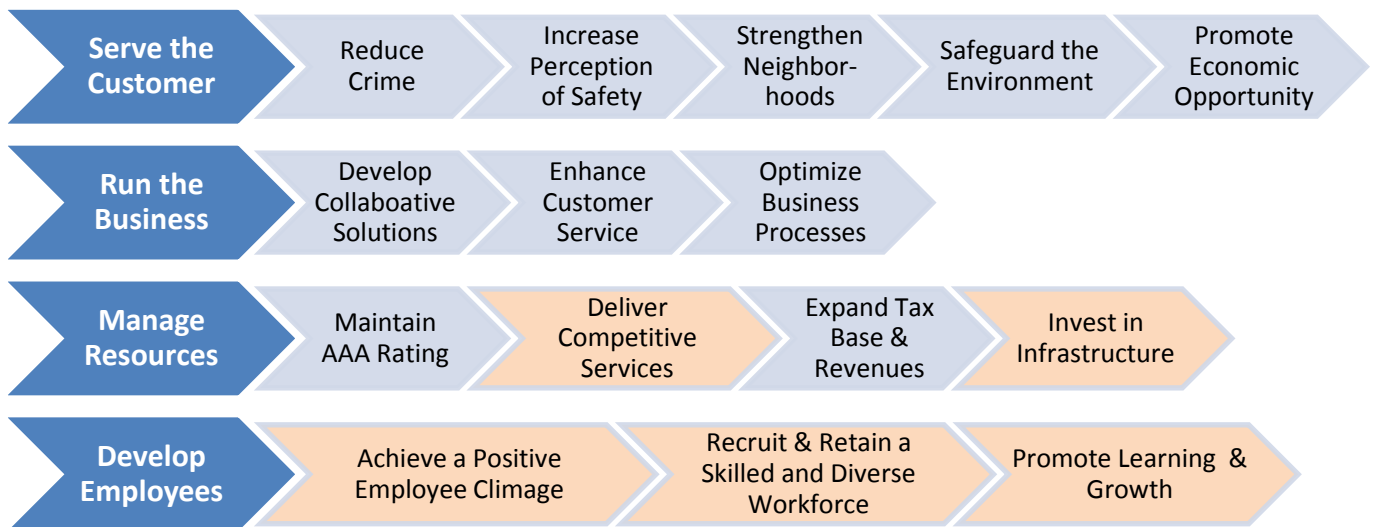 Serve the
Customer
Reduce
Crime
Increase
Perception
of Safety
Strengthen
Neighbor-
hoods
Safeguard the
Environment
Promote
Economic
Opportunity
Run the
Business
Develop
Collaboative
Solutions
Enhance
Customer
Service
Optimize
Business
Processes
Manage
Resources
Maintain
AAA Rating
Deliver
Competitive
Services
Expand Tax
Base &
Revenues
Invest in
Infrastructure
Develop
Employees
Achieve a Positive
Employee Climage
Recruit & Retain a
Skilled and Diverse
Workforce
Promote Learning &
Growth